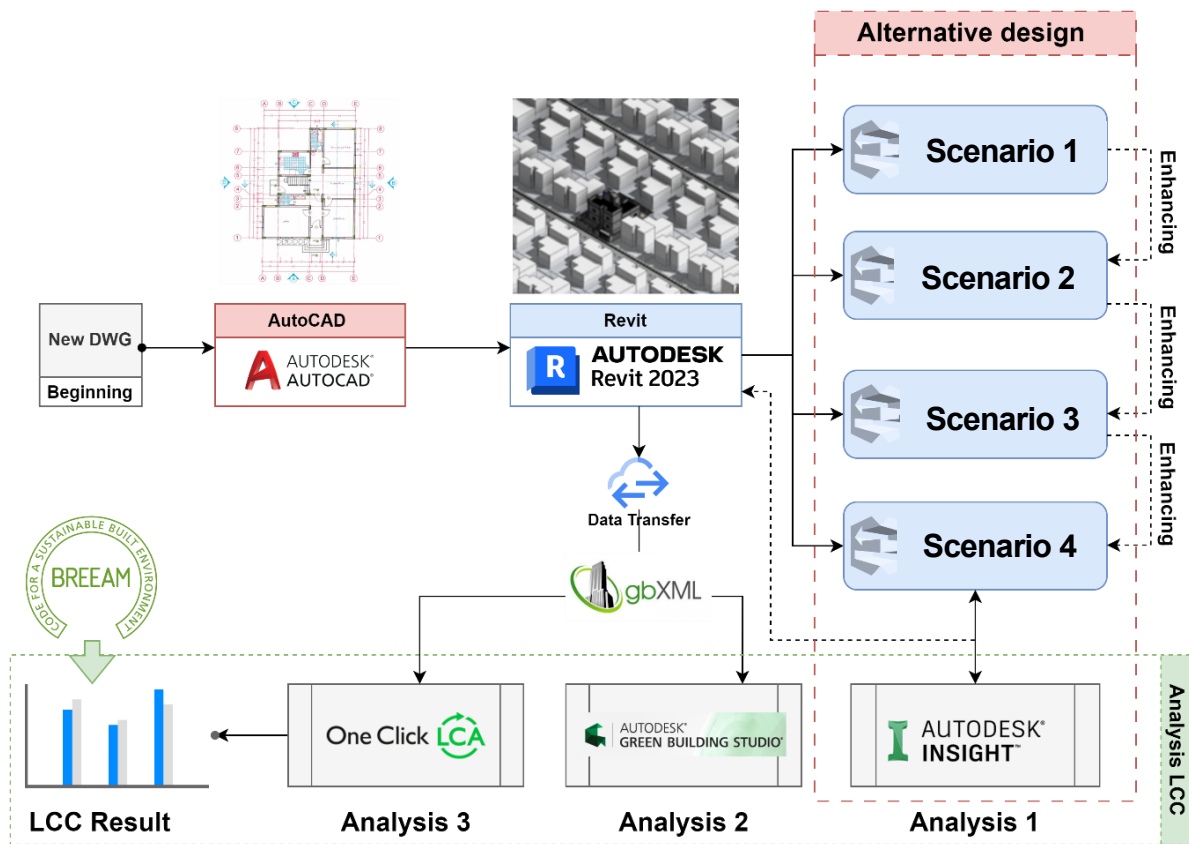 Alternative design
Scenario 1
Enhancing
Scenario 2
Enhancing
Scenario 3
Enhancing
Scenario 4
New DWG
Beginning
AutoCAD
AUTODESK®
AUTOCAD®
Revit
R
AUTODESK
Revit 2023
Data Transfer
gbXML
CODE FOR A SUSTAINABLE BUILT ENVIRONMENT
BREEAM
LCC Result
One Click LCA
Analysis 3
AUTODESK®
GREEN BUILDING STUDIO®
Analysis 2
AUTODESK®
INSIGHT™
Analysis 1
Analysis LCC